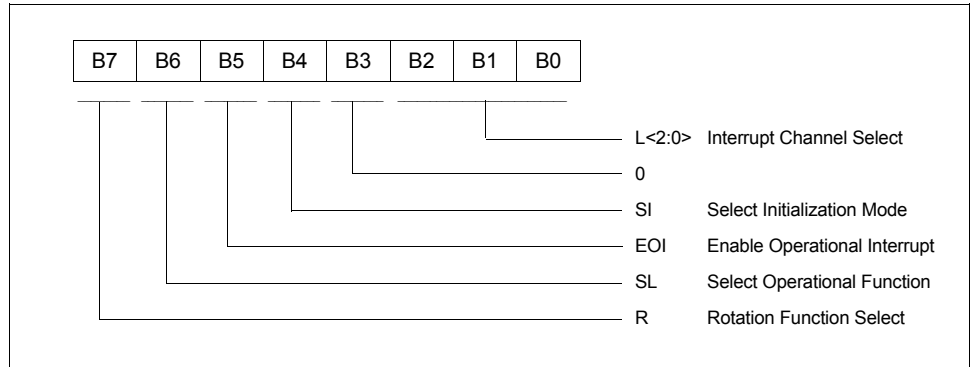 B7 B6 B5 B4 B3 B2 B1 B0
L<2:0> Interrupt Channel Select
0
SI Select Initialization Mode
EOI Enable Operational Interrupt
SL Select Operational Function
R Rotation Function Select